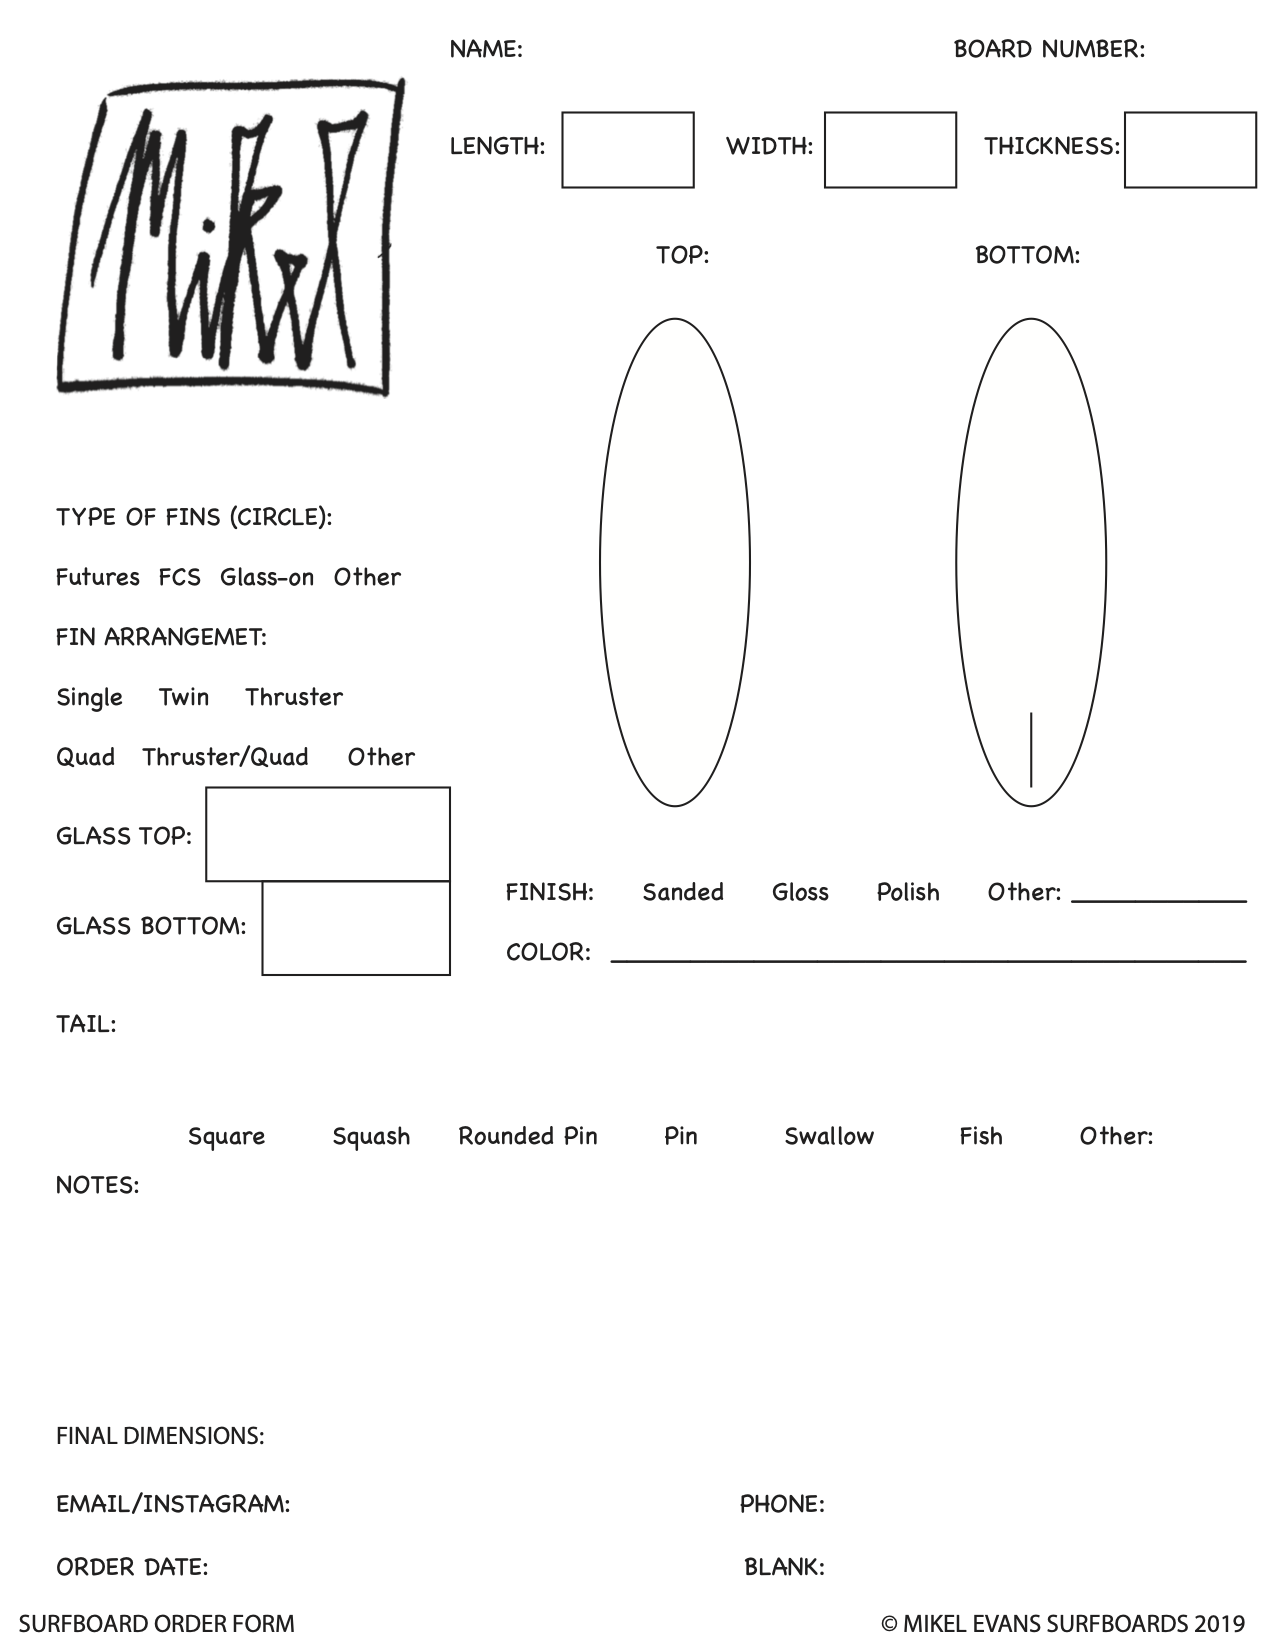 NAME: BOARD NUMBER:
Mikel
LENGTH: WIDTH: THICKNESS:
TOP: BOTTOM:
TYPE OF FINS (CIRCLE):
Futures FCS Glass-on Other
FIN ARRANGEMET:
Single Twin Thruster
Quad Thruster/Quad Other
GLASS TOP:
GLASS BOTTOM:
FINISH: Sanded Gloss Polish Other:
COLOR:
TAIL:
Square Squash Rounded Pin Pin Swallow Fish Other:
NOTES:
FINAL DIMENSIONS:
EMAIL/INSTAGRAM: PHONE:
ORDER DATE: BLANK:
SURFBOARD ORDER FORM © MIKEL EVANS SURFBOARDS 2019